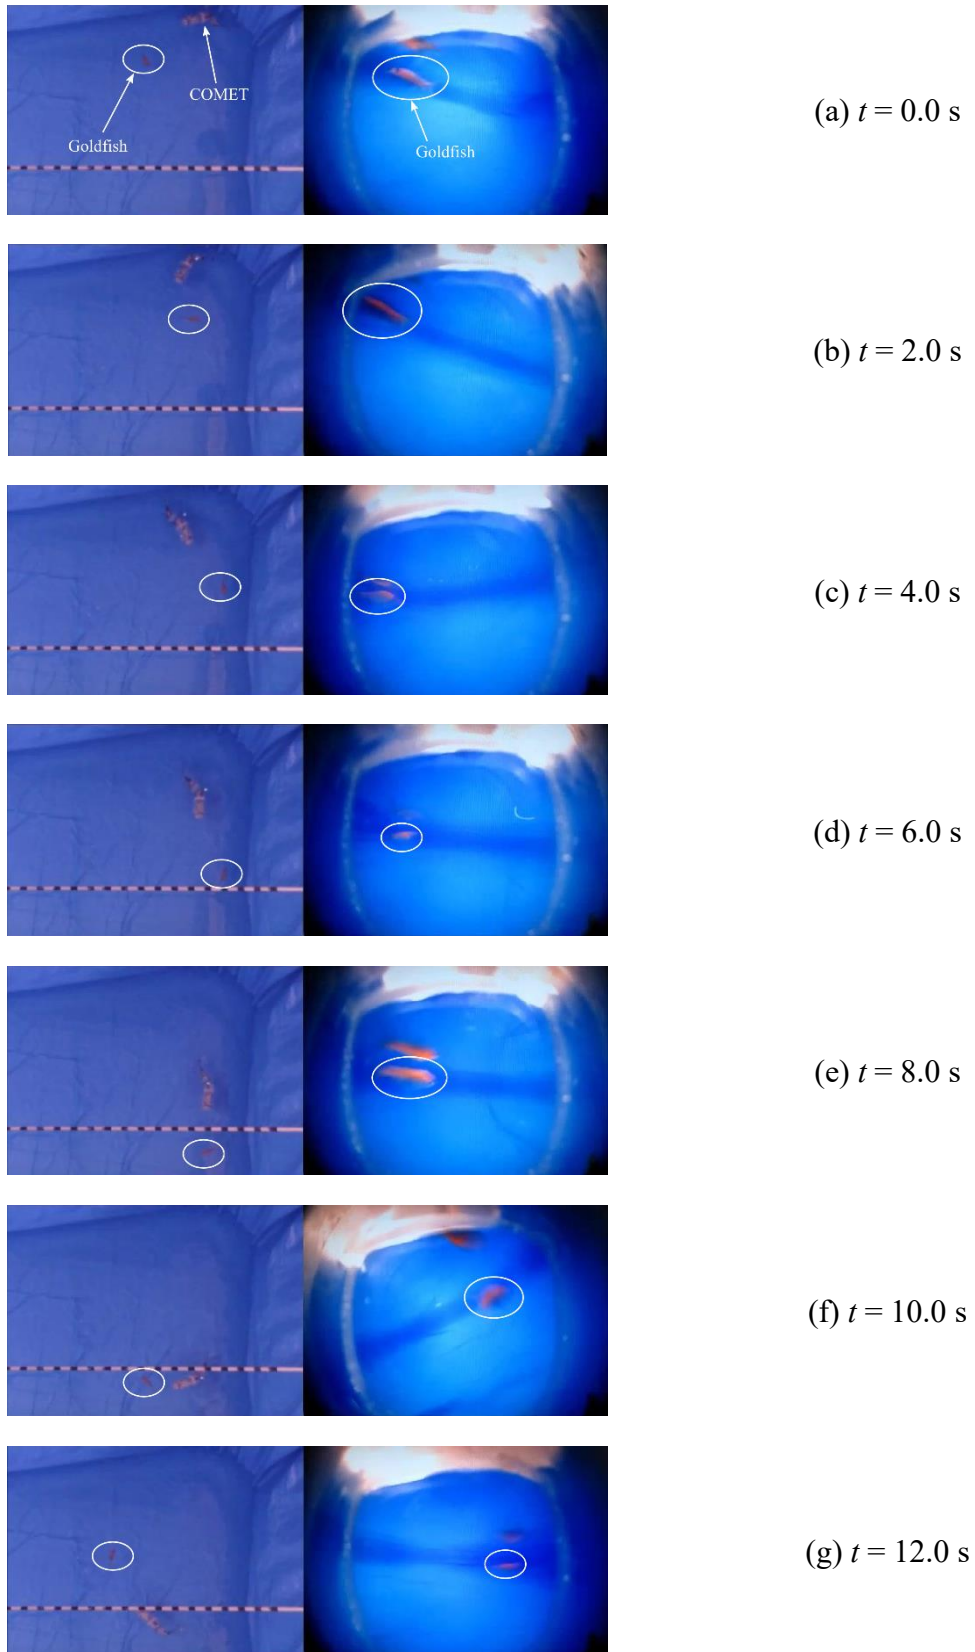 COMET
Goldfish
Goldfish
(a) t = 0.0 s
(b) t = 2.0 s
(c) t = 4.0 s
(d) t = 6.0 s
(e) t = 8.0 s
(f) t = 10.0 s
(g) t = 12.0 s